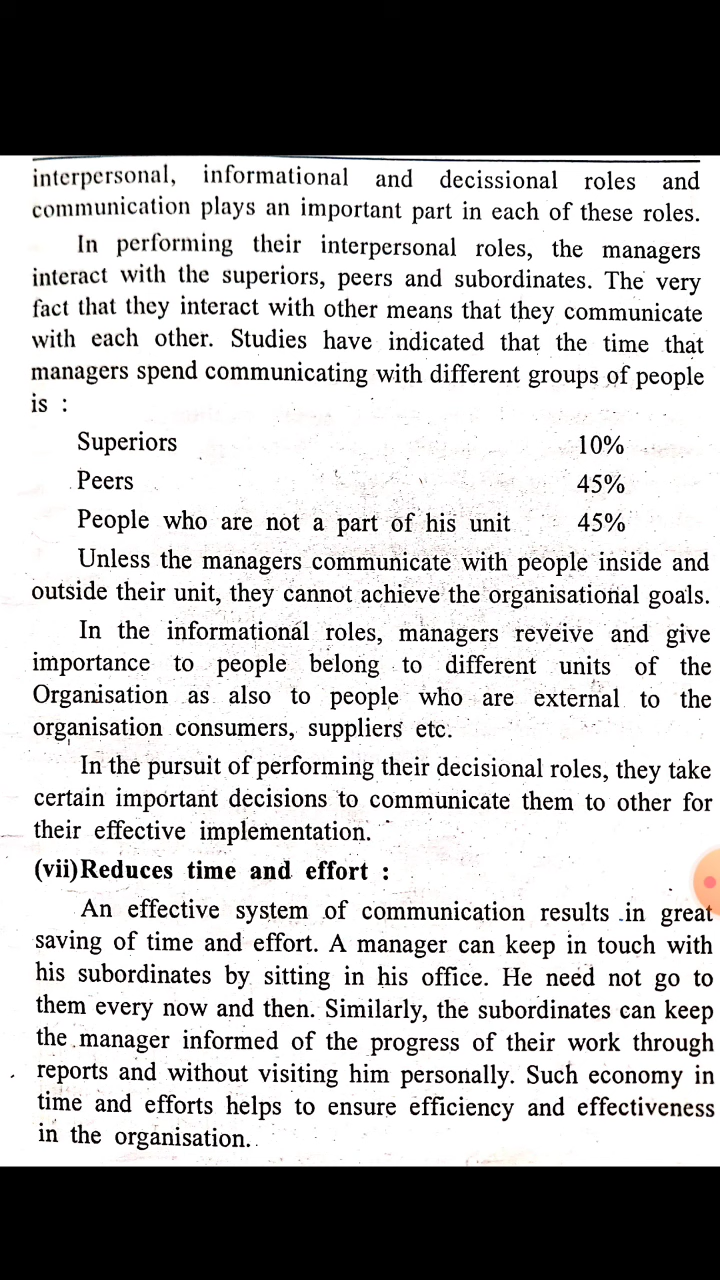 interpersonal, informational and decissional roles and
communication plays an important part in each of these roles.
In performing their interpersonal roles, the managers
interact with the superiors, peers and subordinates. The very
fact that they interact with other means that they communicate
with each other. Studies have indicated that the time that
managers spend communicating with different groups of people
is :
Superiors 10%
Peers 45%
People who are not a part of his unit 45%
Unless the managers communicate with people inside and
outside their unit, they cannot achieve the organisational goals.
In the informational roles, managers reveive and give
importance to people belong to different units of the
Organisation as also to people who are external to the
organisation consumers, suppliers etc.
In the pursuit of performing their decisional roles, they take
certain important decisions to communicate them to other for
their effective implementation.
(vii)Reduces time and effort :
An effective system of communication results in great
saving of time and effort. A manager can keep in touch with
his subordinates by sitting in his office. He need not go to
them every now and then. Similarly, the subordinates can keep
the manager informed of the progress of their work through
reports and without visiting him personally. Such economy in
time and efforts helps to ensure efficiency and effectiveness
in the organisation.